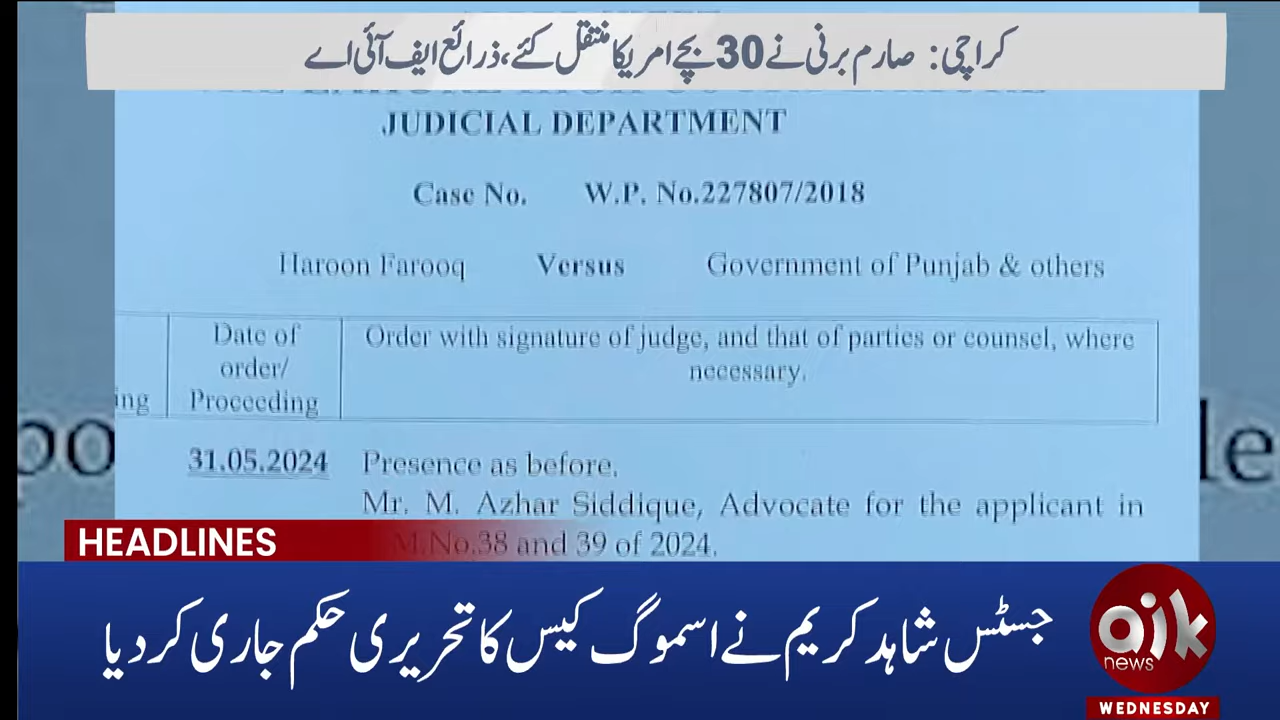 کراچی: صارم برنی نے 30 بچے امریکا منتقل کئے، ذرائع ایف آئی اے
JUDICIAL DEPARTMENT
Case No. W.P. No.227807/2018
Haroon Farooq Versus Government of Punjab & others
Date of order/ Proceeding
Order with signature of judge, and that of parties or counsel, where necessary.
31.05.2024 Presence as before.
Mr. M. Azhar Siddique, Advocate for the applicant in
M.No.38 and 39 of 2024.
HEADLINES
جسٹس شاہد کریم نے اسموگ کیس کا تحریری حکم جاری کردیا
ajk
news
WEDNESDAY